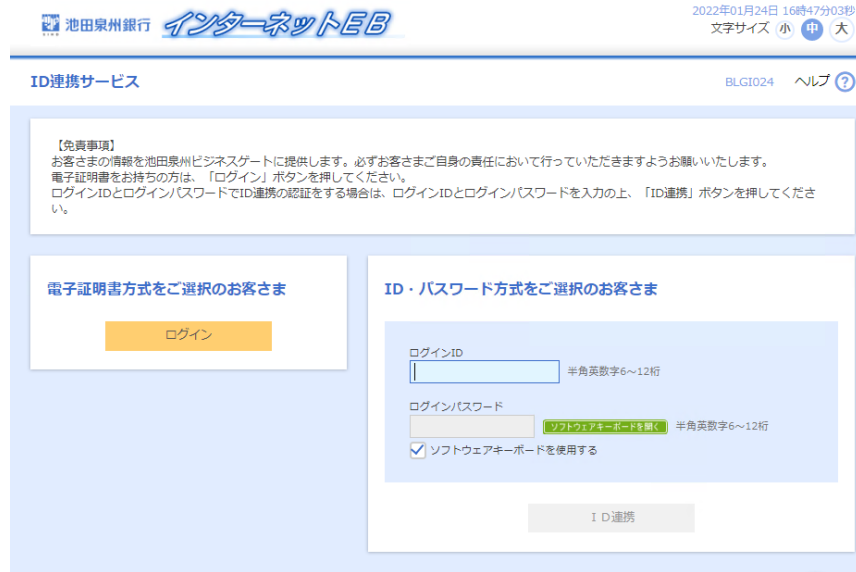 池田泉州銀行 インターネットEB
2022年01月24日 16時47分03秒
文字サイズ 小 中 大
ID連携サービス
BLGI024 ヘルプ ?
【免責事項】
お客さまの情報を池田泉州ビジネスゲートに提供します。必ずお客さまご自身の責任において行っていただきますようお願いいたします。
電子証明書をお持ちの方は、「ログイン」ボタンを押してください。
ログインIDとログインパスワードでID連携の認証をする場合は、ログインIDとログインパスワードを入力の上、「ID連携」ボタンを押してくださ
い。
電子証明書方式をご選択のお客さま
ログイン
ID・パスワード方式をご選択のお客さま
ログインID
半角英数字6～12桁
ログインパスワード
ソフトウェアキーボードを開く 半角英数字6～12桁
ソフトウェアキーボードを使用する
ＩＤ連携